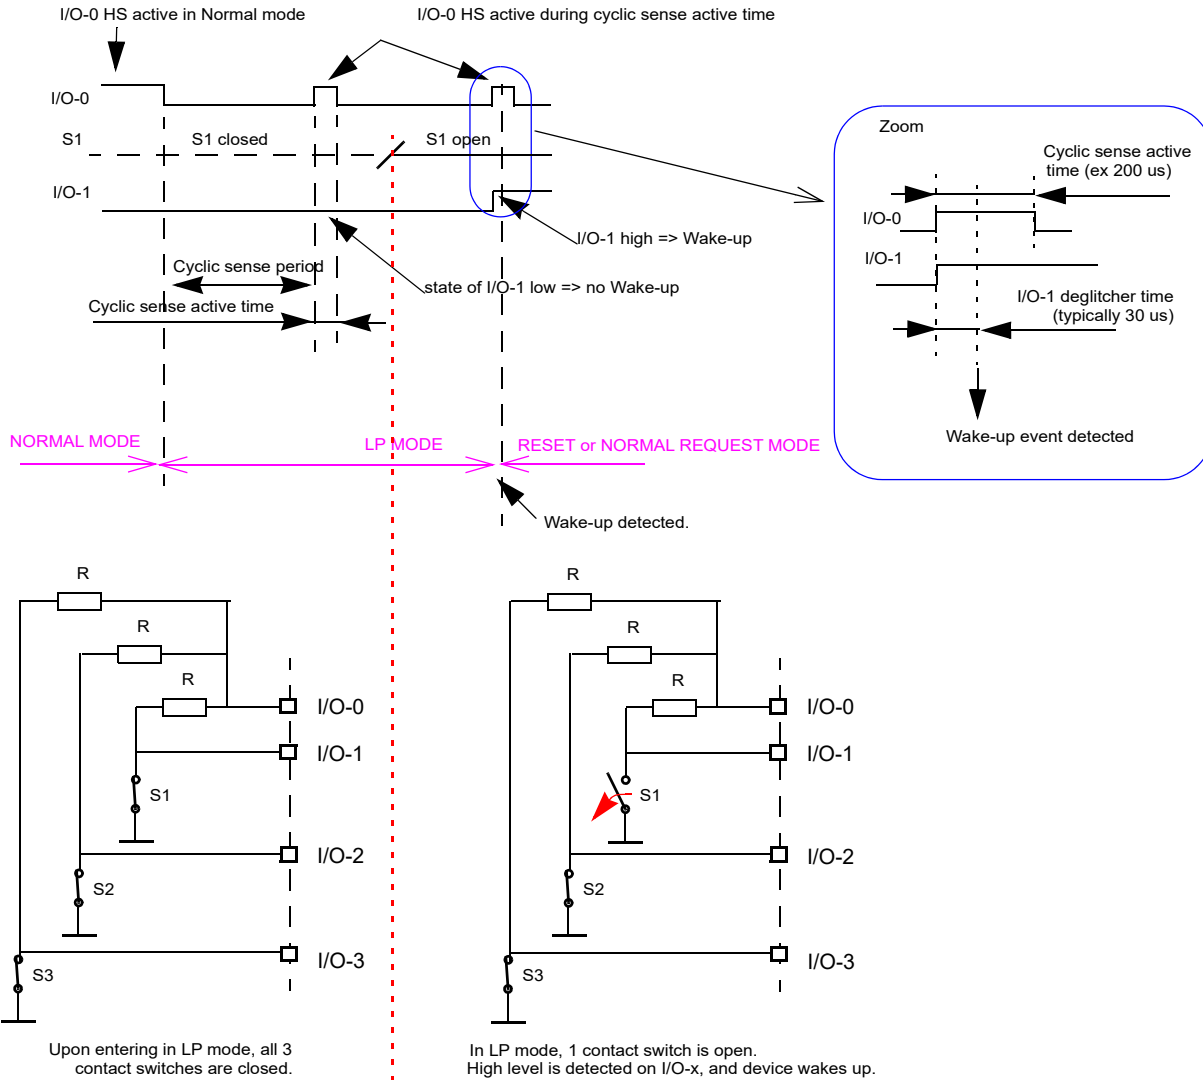 I/O-0 HS active in Normal mode
I/O-0 HS active during cyclic sense active time
I/O-0
S1
S1 closed
S1 open
I/O-1
I/O-1 high => Wake-up
Cyclic sense period
state of I/O-1 low => no Wake-up
Cyclic sense active time
Zoom
Cyclic sense active
time (ex 200 us)
I/O-0
I/O-1
I/O-1 deglitcher time
(typically 30 us)
Wake-up event detected
NORMAL MODE
LP MODE
RESET or NORMAL REQUEST MODE
Wake-up detected.
R
R
R
I/O-0
I/O-1
S1
I/O-2
S2
I/O-3
S3
Upon entering in LP mode, all 3
contact switches are closed.
R
R
R
I/O-0
I/O-1
S1
I/O-2
S2
I/O-3
S3
In LP mode, 1 contact switch is open.
High level is detected on I/O-x, and device wakes up.